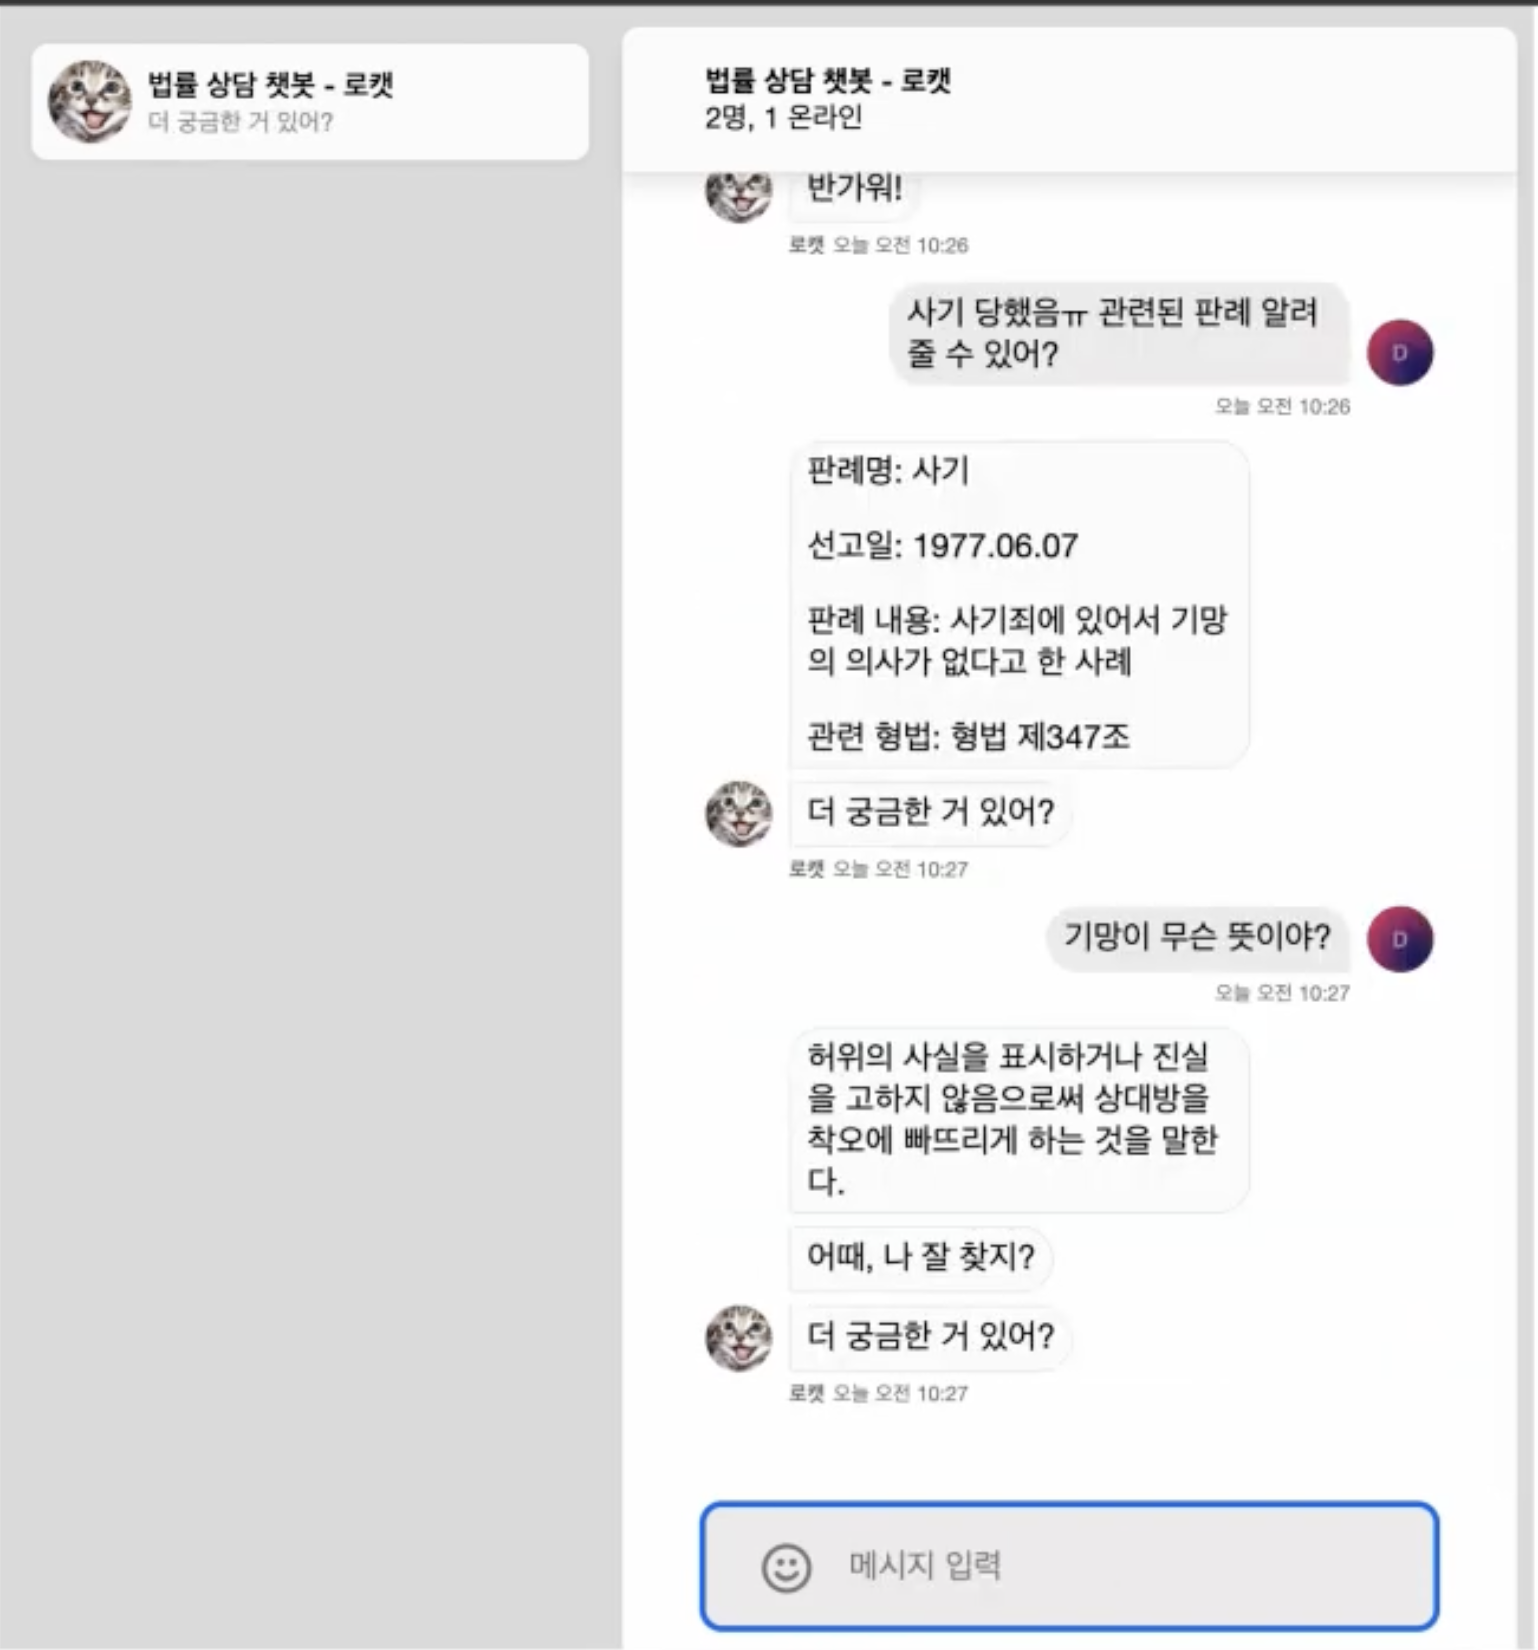 법률 상담 챗봇 - 로캣
더 궁금한 거 있어?
법률 상담 챗봇 - 로캣
2명, 1 온라인
반가워!
로캣 오늘 오전 10:26
사기 당했음ㅠ 관련된 판례 알려
줄 수 있어?
D
오늘 오전 10:26
판례명: 사기
선고일: 1977.06.07
판례 내용: 사기죄에 있어서 기망
의 의사가 없다고 한 사례
관련 형법: 형법 제347조
더 궁금한 거 있어?
로캣 오늘 오전 10:27
기망이 무슨 뜻이야?
D
오늘 오전 10:27
허위의 사실을 표시하거나 진실
을 고하지 않음으로써 상대방을
착오에 빠뜨리게 하는 것을 말한
다.
어때, 나 잘 찾지?
더 궁금한 거 있어?
로캣 오늘 오전 10:27
메시지 입력